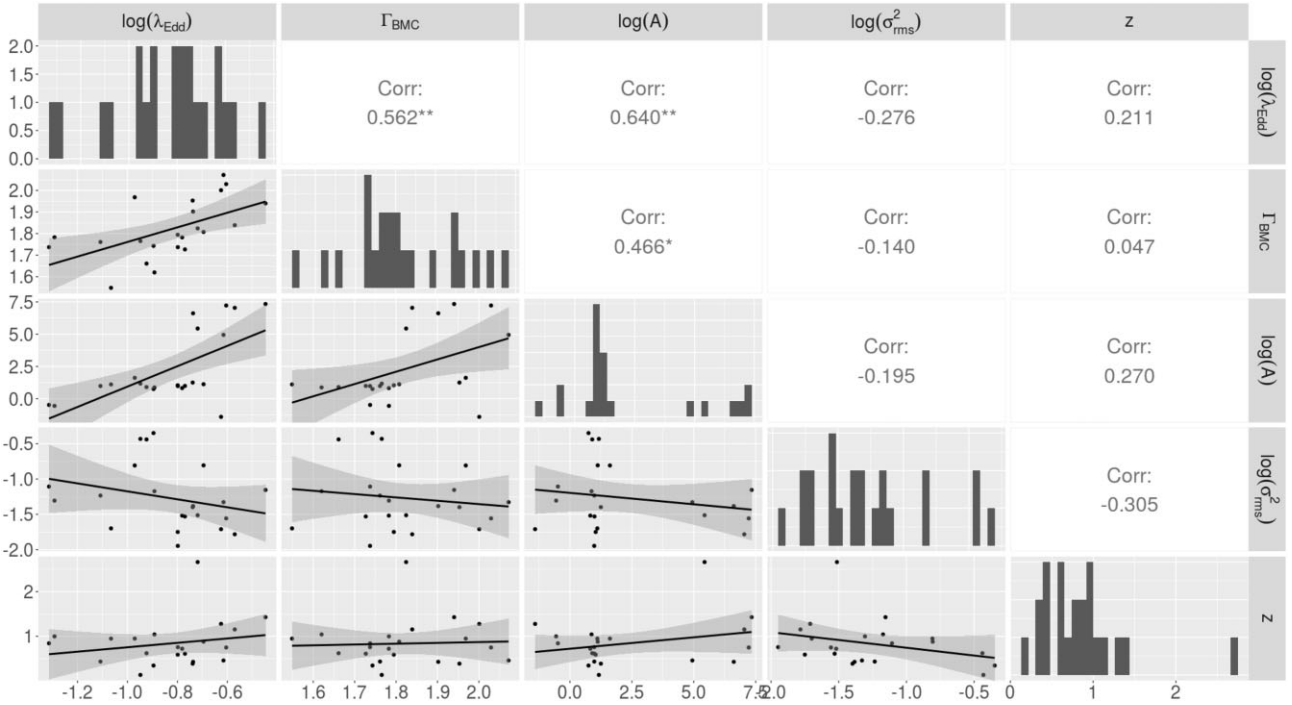 log(λEdd) ΓBMC log(A) log(σ²rms) z
2.0
1.5
1.0
0.5
0.0
Corr:
0.562**
Corr:
0.640**
Corr:
-0.276
Corr:
0.211
log(λEdd)
2.0
1.9
1.8
1.7
1.6
Corr:
0.466*
Corr:
-0.140
Corr:
0.047
ΓBMC
7.5
5.0
2.5
0.0
Corr:
-0.195
Corr:
0.270
log(A)
-0.5
-1.0
-1.5
-2.0
Corr:
-0.305
log(σ²rms)
2
1
z
-1.2 -1.0 -0.8 -0.6
1.6 1.7 1.8 1.9 2.0
0.0 2.5 5.0 7.5
-2.0 -1.5 -1.0 -0.5
0 1 2